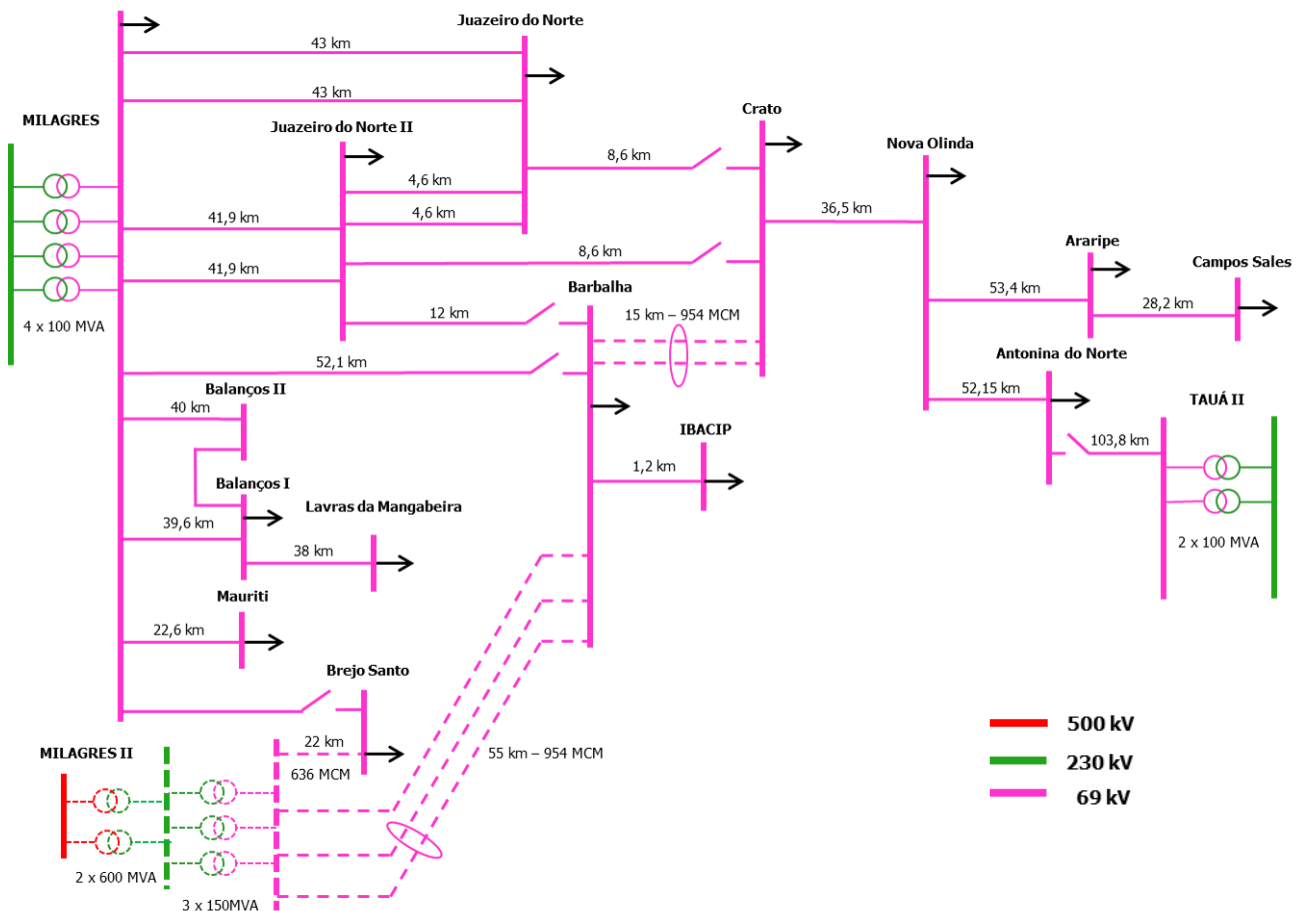 Juazeiro do Norte
43 km
43 km
MILAGRES
Juazeiro do Norte II
Crato
Nova Olinda
8,6 km
4,6 km
4,6 km
41,9 km
36,5 km
8,6 km
41,9 km
Araripe
Campos Sales
Barbalha
53,4 km
28,2 km
4 x 100 MVA
12 km
15 km – 954 MCM
52,1 km
Antonina do Norte
Balanços II
40 km
52,15 km
TAUÁ II
IBACIP
103,8 km
1,2 km
Balanços I
Lavras da Mangabeira
39,6 km
38 km
2 x 100 MVA
Mauriti
22,6 km
Brejo Santo
22 km
636 MCM
55 km – 954 MCM
MILAGRES II
2 x 600 MVA
3 x 150MVA
500 kV
230 kV
69 kV